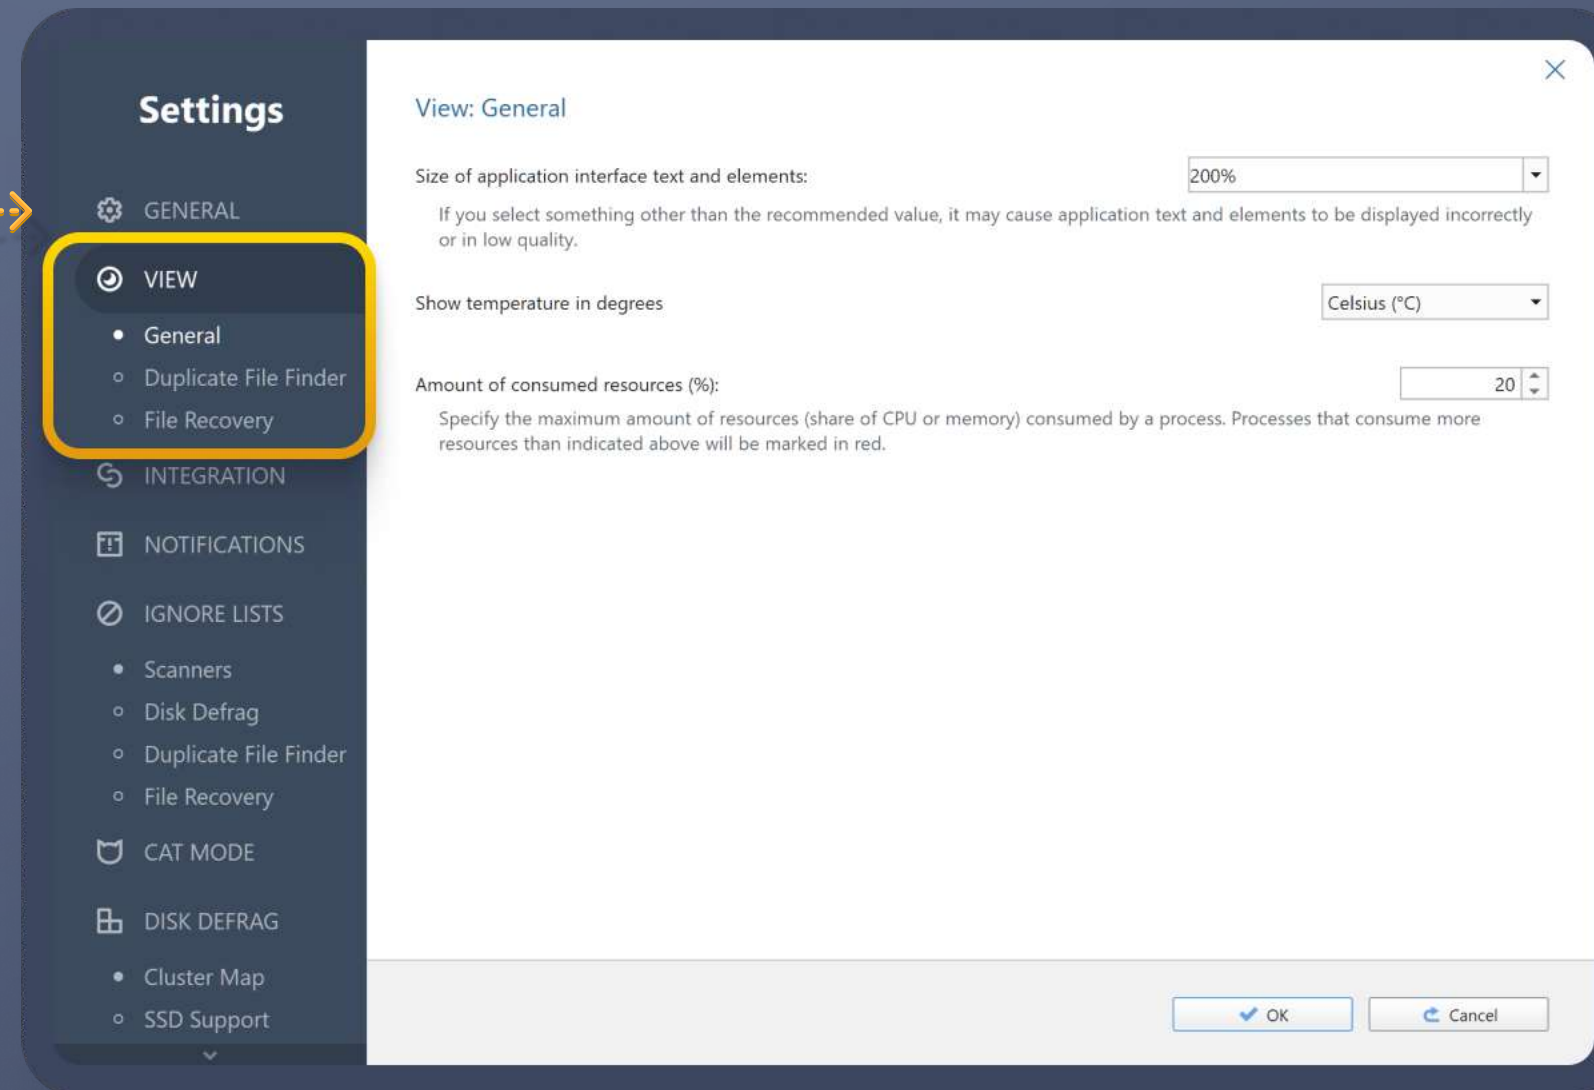 Settings
GENERAL
VIEW
General
Duplicate File Finder
File Recovery
INTEGRATION
NOTIFICATIONS
IGNORE LISTS
Scanners
Disk Defrag
Duplicate File Finder
File Recovery
CAT MODE
DISK DEFRAG
Cluster Map
SSD Support
View: General
Size of application interface text and elements:
200%
If you select something other than the recommended value, it may cause application text and elements to be displayed incorrectly
or in low quality.
Show temperature in degrees
Celsius (°C)
Amount of consumed resources (%):
20
Specify the maximum amount of resources (share of CPU or memory) consumed by a process. Processes that consume more
resources than indicated above will be marked in red.
OK
Cancel